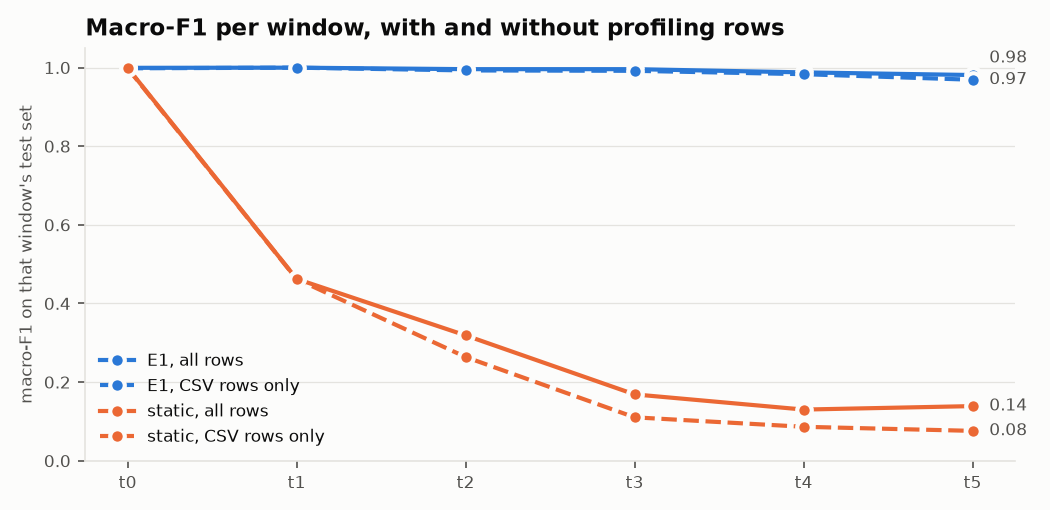 Macro-F1 per window, with and without profiling rows
macro-F1 on that window's test set
1.0
0.8
0.6
0.4
0.2
0.0
t0
t1
t2
t3
t4
t5
0.98
0.97
0.14
0.08
E1, all rows
E1, CSV rows only
static, all rows
static, CSV rows only